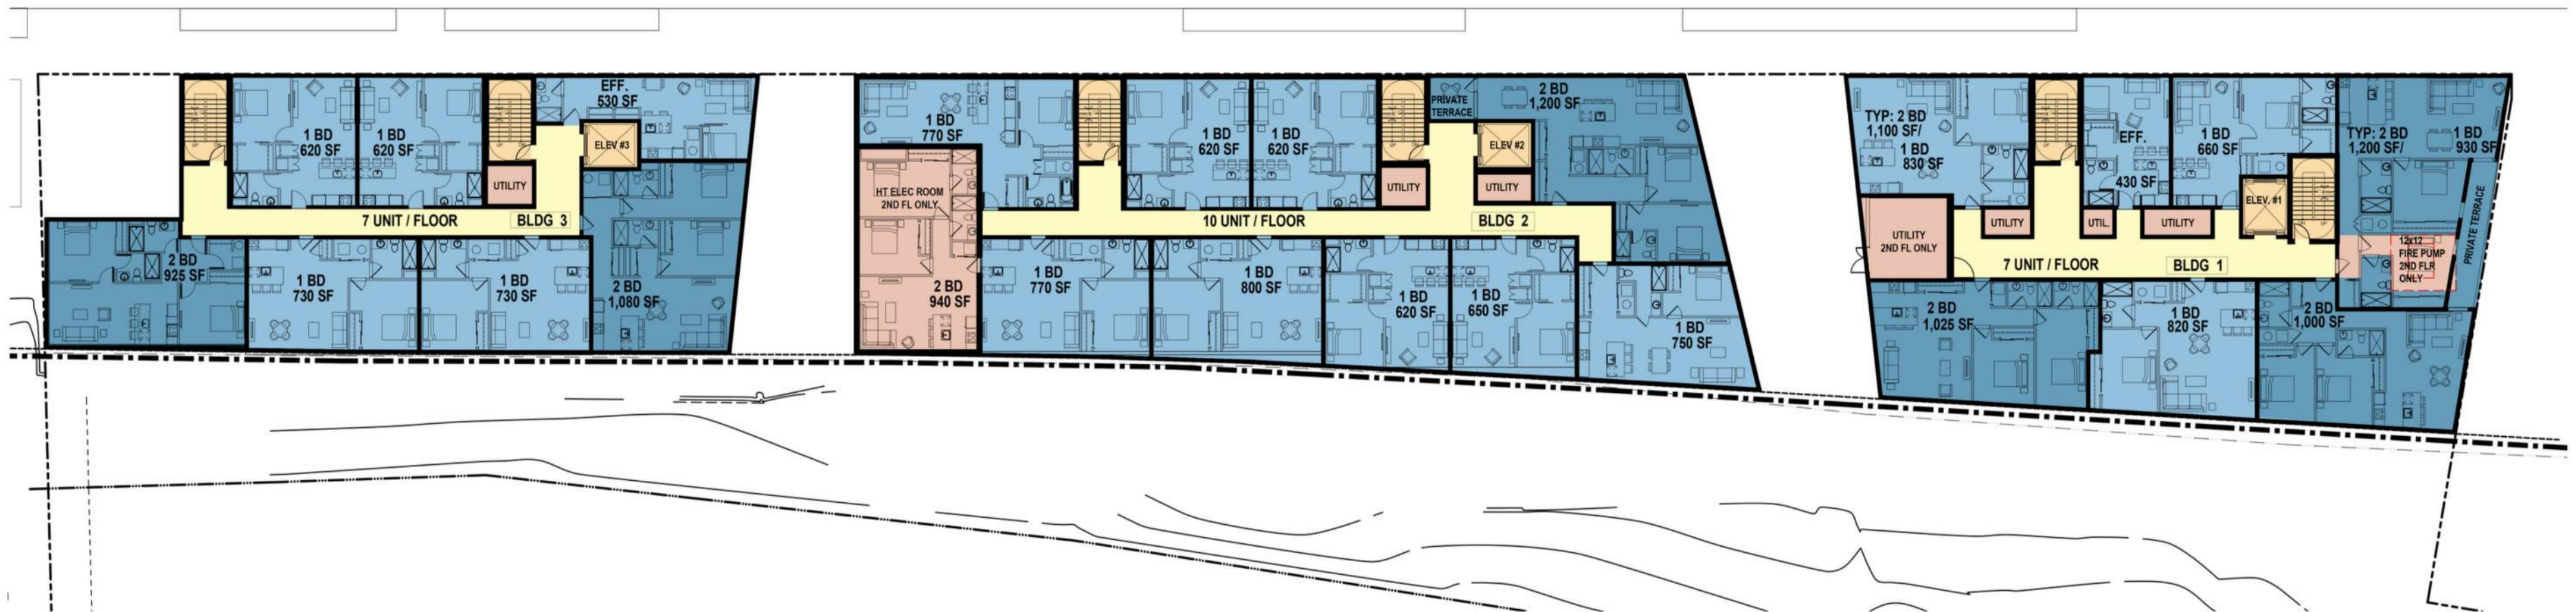 EFF.
530 SF
1 BD
620 SF
1 BD
620 SF
ELEV #3
UTILITY
7 UNIT / FLOOR
BLDG 3
2 BD
925 SF
1 BD
730 SF
1 BD
730 SF
2 BD
1,080 SF
1 BD
770 SF
1 BD
620 SF
1 BD
620 SF
PRIVATE
TERRACE
2 BD
1,200 SF
ELEV #2
UTILITY
UTILITY
HT ELEC ROOM
2ND FL ONLY
10 UNIT / FLOOR
BLDG 2
2 BD
940 SF
1 BD
770 SF
1 BD
800 SF
1 BD
620 SF
1 BD
650 SF
1 BD
750 SF
TYP: 2 BD
1,100 SF/
1 BD
830 SF
EFF.
430 SF
1 BD
660 SF
TYP: 2 BD
1,200 SF/
1 BD
930 SF
ELEV. #1
UTILITY
UTIL.
UTILITY
UTILITY
2ND FL ONLY
7 UNIT / FLOOR
BLDG 1
12x12
FIRE PUMP
2ND FLR
ONLY
PRIVATE TERRACE
2 BD
1,025 SF
1 BD
820 SF
2 BD
1,000 SF